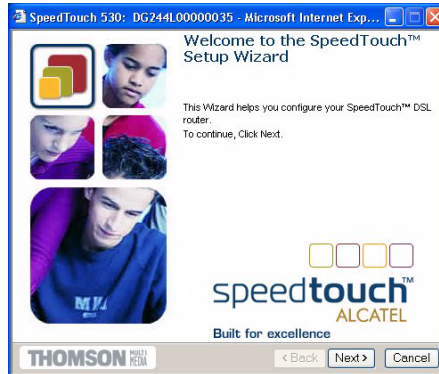 SpeedTouch 530: DG244L00000035 - Microsoft Internet Exp...
Welcome to the SpeedTouch™
Setup Wizard
This Wizard helps you configure your SpeedTouch™ DSL
router.
To continue, Click Next.
speedtouch™
ALCATEL
Built for excellence
THOMSON MULTI
MEDIA
< Back Next > Cancel